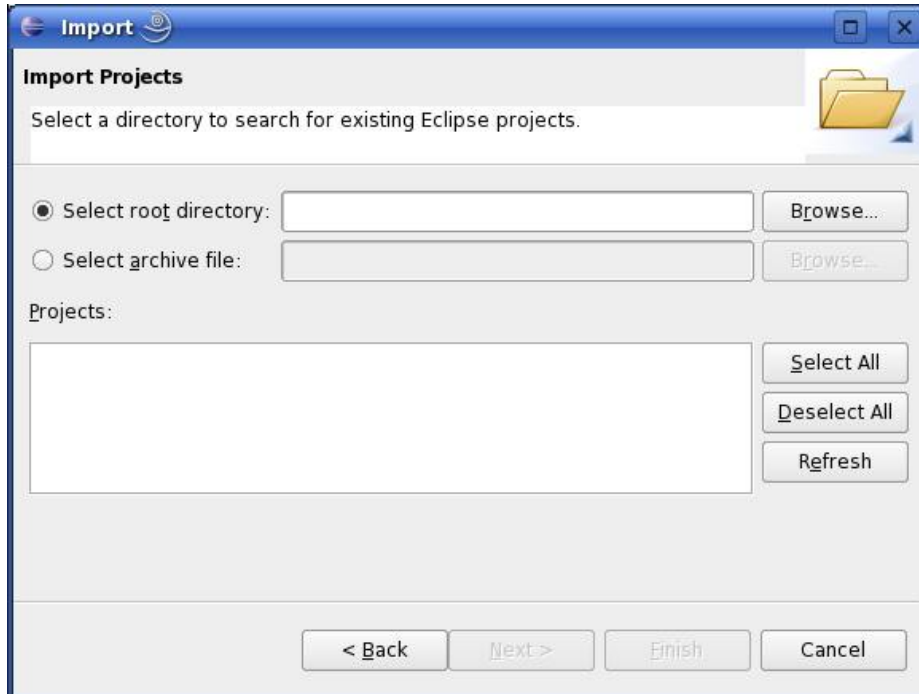 Import
Import Projects
Select a directory to search for existing Eclipse projects.
Select root directory:
Browse...
Select archive file:
Browse...
Projects:
Select All
Deselect All
Refresh
< Back
Next >
Finish
Cancel